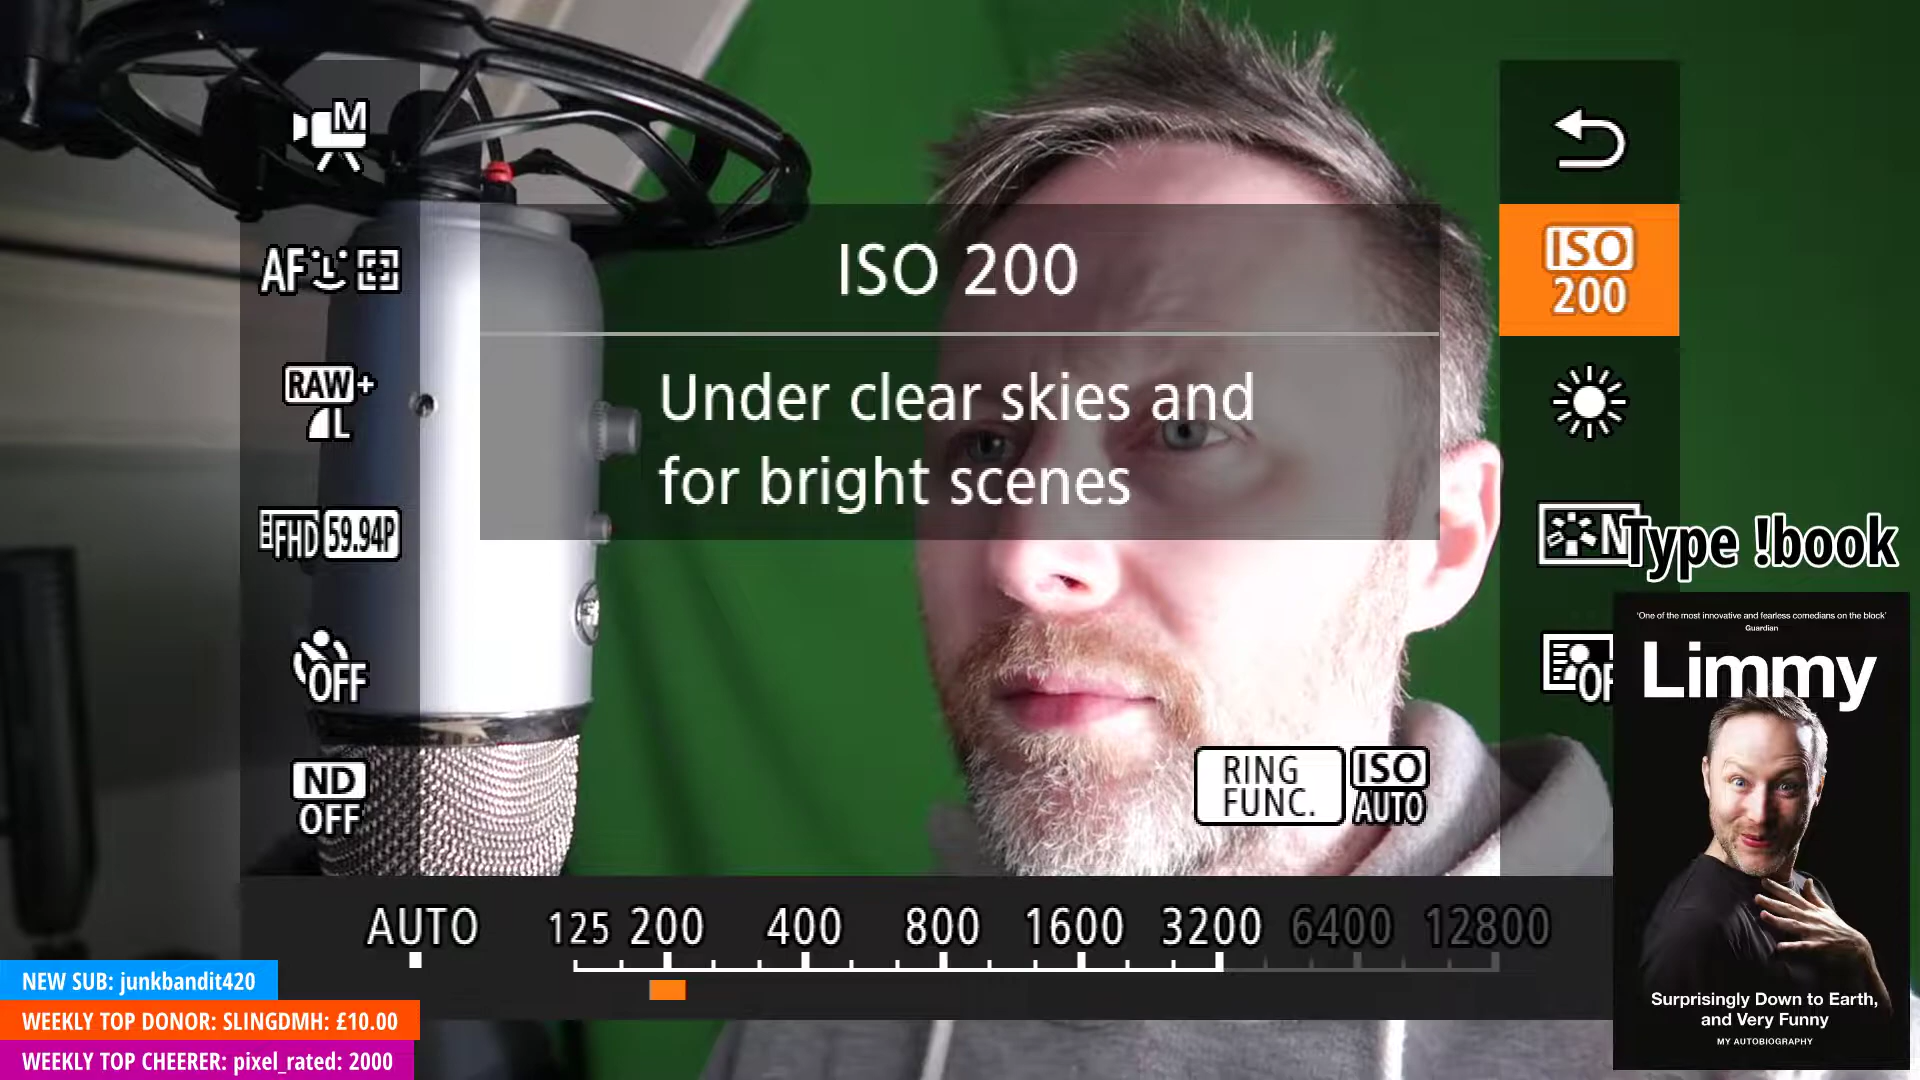 M
AF L
RAW+
L
FHD 59.94P
OFF
ND
OFF
ISO 200
Under clear skies and
for bright scenes
RING
FUNC.
ISO
AUTO
ISO
200
N
Type !book
'One of the most innovative and fearless comedians on the block'
Guardian
Limmy
Surprisingly Down to Earth,
and Very Funny
MY AUTOBIOGRAPHY
AUTO 125 200 400 800 1600 3200 6400 12800
NEW SUB: junkbandit420
WEEKLY TOP DONOR: SLINGDMH: £10.00
WEEKLY TOP CHEERER: pixel_rated: 2000